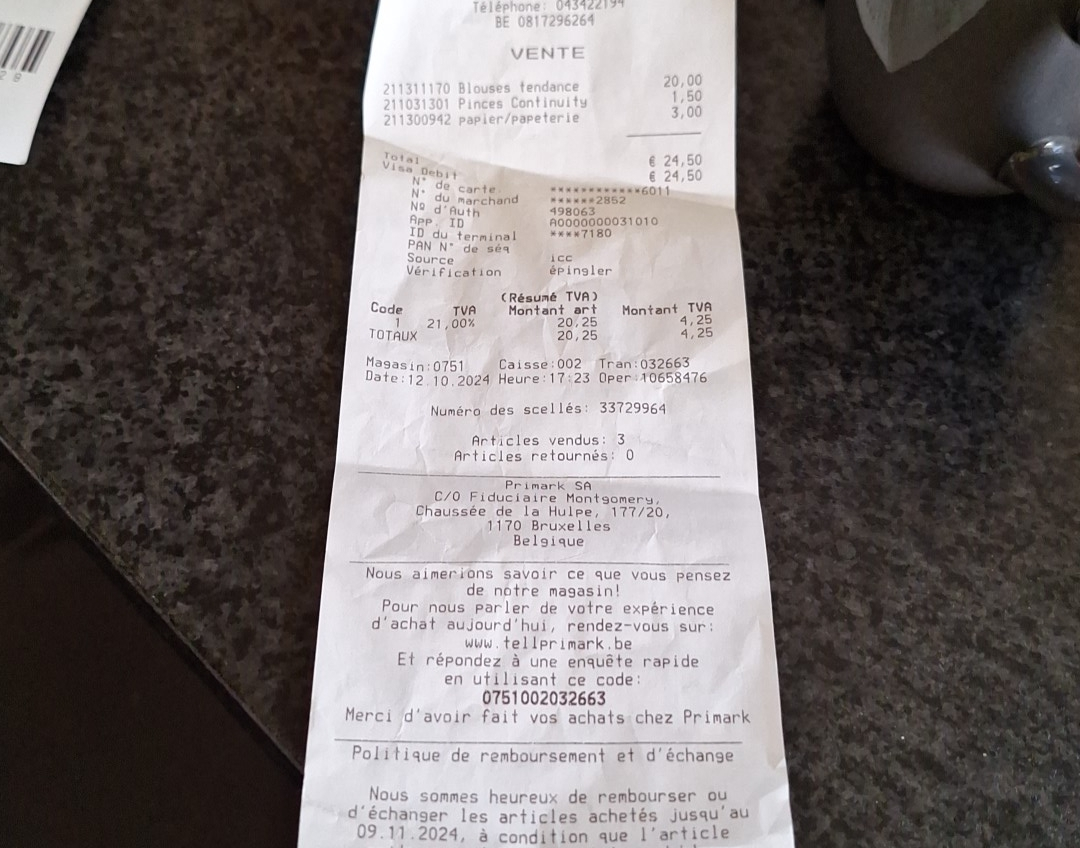 Téléphone: 043422194
BE 0817296264
VENTE
211311170 Blouses tendance 20,00
211031301 Pinces Continuity 1,50
211300942 papier/papeterie 3,00
Total € 24,50
Visa Debit € 24,50
N° de carte ************6011
N° du marchand ******2852
NO d'Auth 498063
App. ID A0000000031010
ID du terminal ****7180
PAN N° de séq
Source icc
Vérification épingler
(Résumé TVA)
Code TVA Montant art Montant TVA
1 21,00% 20,25 4,25
TOTAUX 20,25 4,25
Magasin:0751 Caisse:002 Tran:032663
Date:12.10.2024 Heure:17:23 Oper:10658476
Numéro des scellés: 33729964
Articles vendus: 3
Articles retournés: 0
Primark SA
C/O Fiduciaire Montgomery,
Chaussée de la Hulpe, 177/20,
1170 Bruxelles
Belgique
Nous aimerions savoir ce que vous pensez
de notre magasin!
Pour nous parler de votre expérience
d'achat aujourd'hui, rendez-vous sur:
www.tellprimark.be
Et répondez à une enquête rapide
en utilisant ce code:
0751002032663
Merci d'avoir fait vos achats chez Primark
Politique de remboursement et d'échange
Nous sommes heureux de rembourser ou
d'échanger les articles achetés jusqu'au
09.11.2024, à condition que l'article